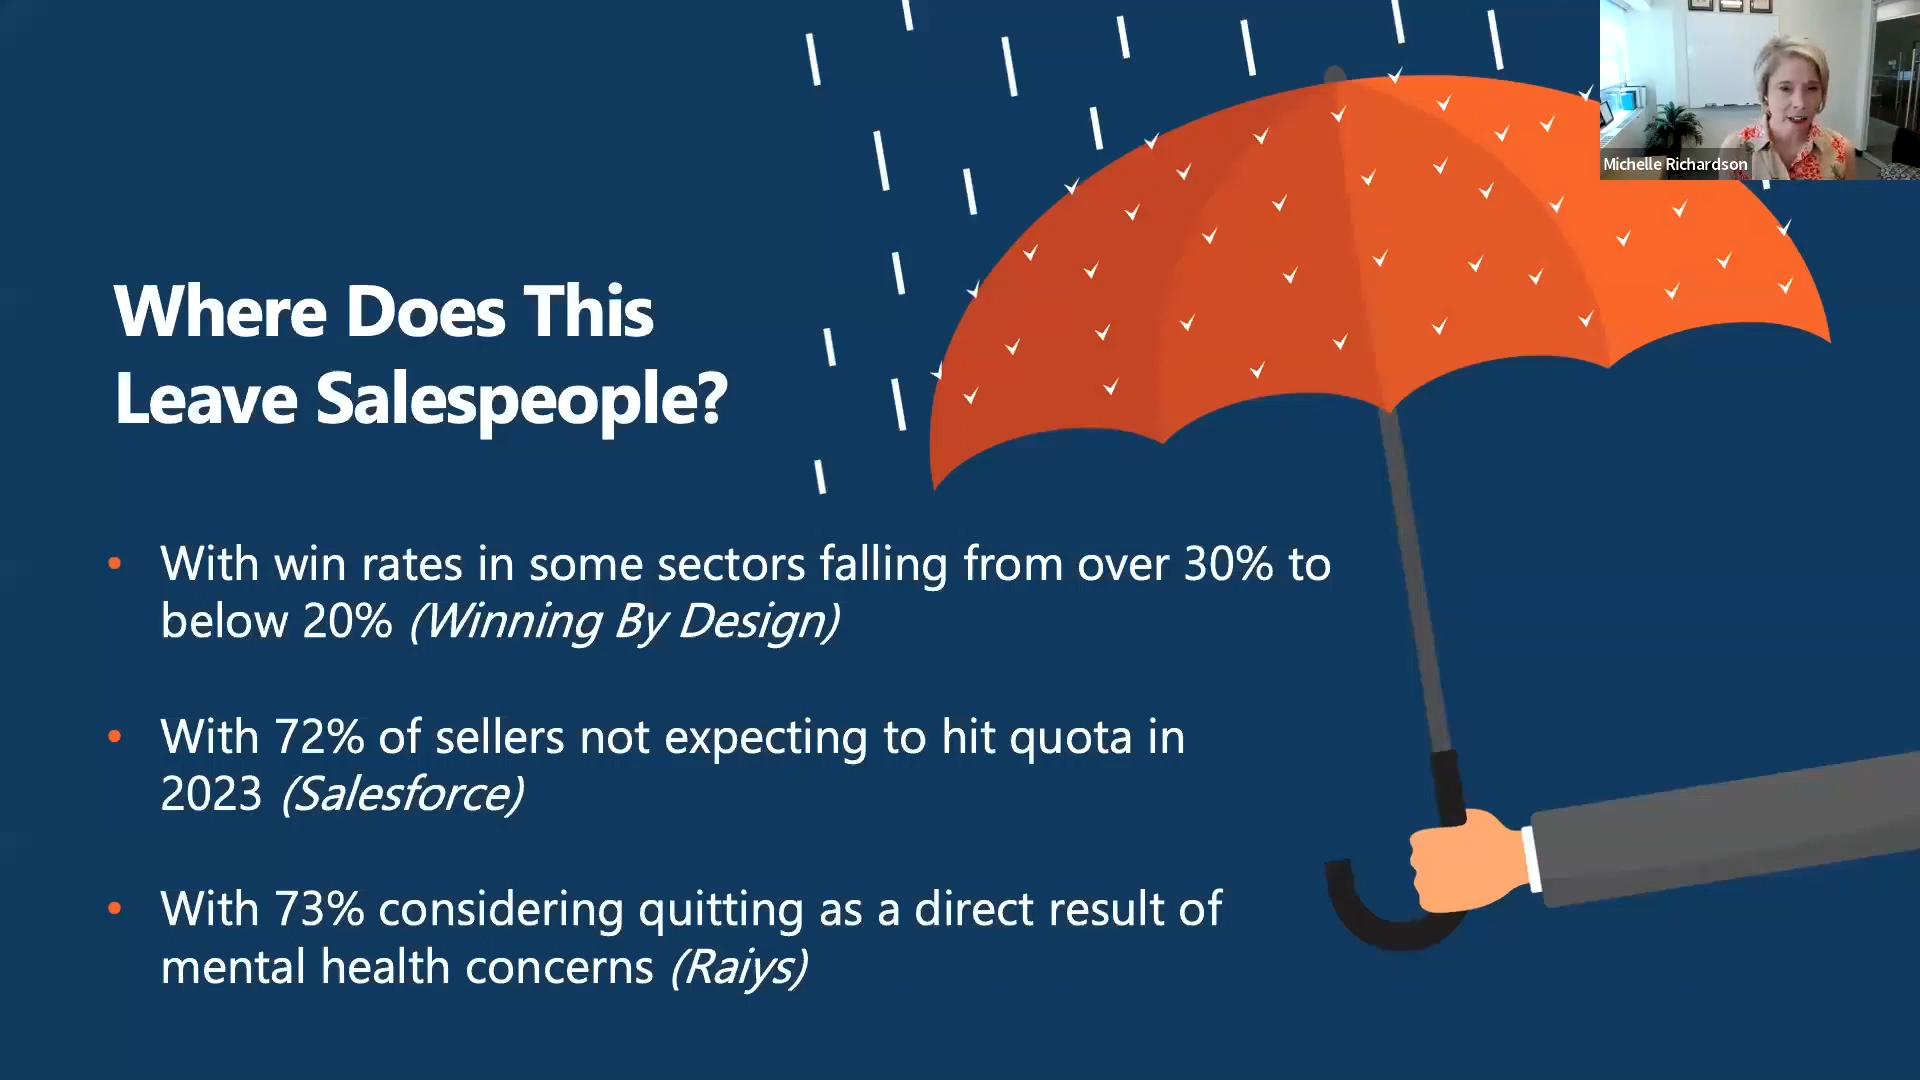 Where Does This
Leave Salespeople?
• With win rates in some sectors falling from over 30% to
below 20% (Winning By Design)
• With 72% of sellers not expecting to hit quota in
2023 (Salesforce)
• With 73% considering quitting as a direct result of
mental health concerns (Raiys)
Michelle Richardson